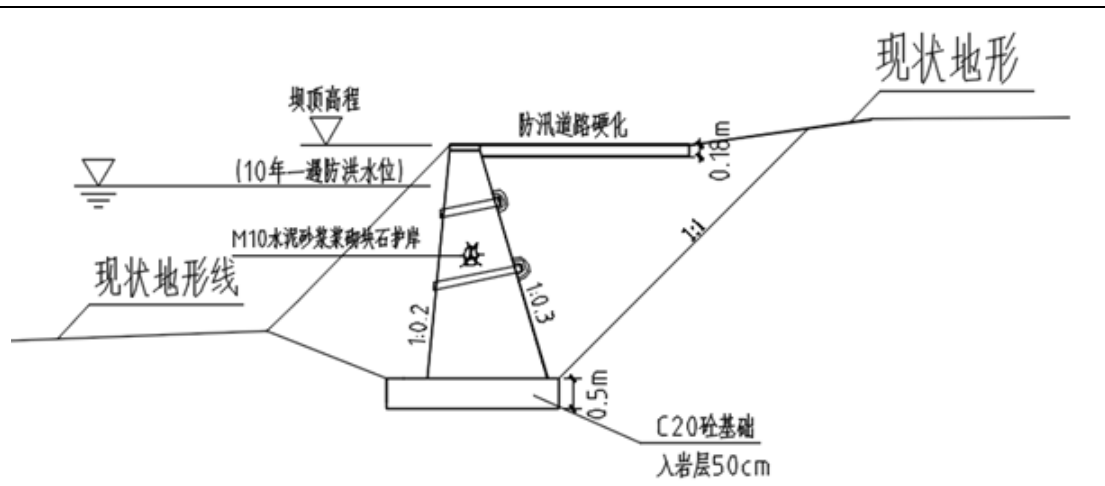 现状地形
坝顶高程
防汛道路硬化
0.18m
(10年一遇防洪水位)
M10水泥砂浆浆砌块石护岸
1:1
现状地形线
1:0.2
1:0.3
0.5m
C20砼基础
入岩层50cm